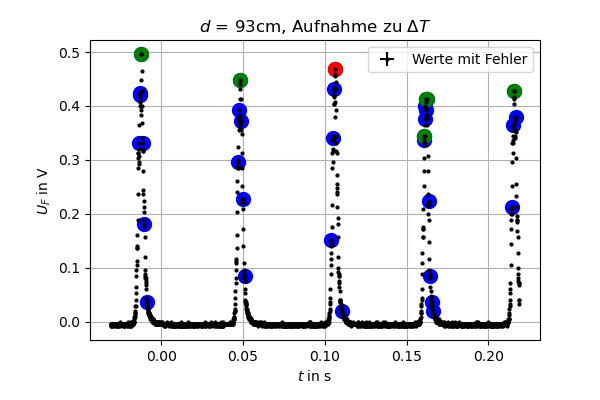 d = 93cm, Aufnahme zu ΔT
Werte mit Fehler
U_F in V
0.5
0.4
0.3
0.2
0.1
0.0
0.00 0.05 0.10 0.15 0.20
t in s